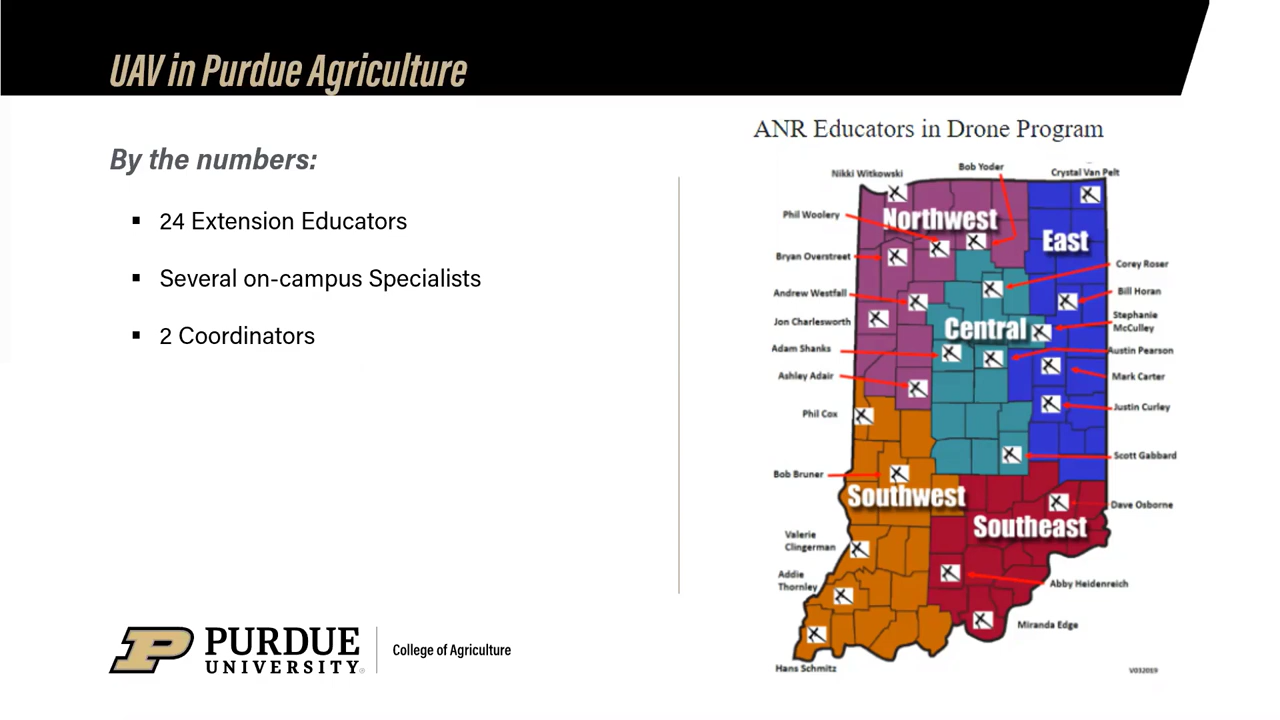 UAV in Purdue Agriculture
By the numbers:
▪ 24 Extension Educators
▪ Several on-campus Specialists
▪ 2 Coordinators
PURDUE
UNIVERSITY®
College of Agriculture
ANR Educators in Drone Program
Nikki Witkowski
Bob Yoder
Crystal Van Pelt
Phil Woolery
Northwest
East
Bryan Overstreet
Corey Roser
Andrew Westfall
Bill Horan
Jon Charlesworth
Central
Stephanie
McCulley
Adam Shanks
Austin Pearson
Ashley Adair
Mark Carter
Phil Cox
Justin Curley
Scott Gabbard
Bob Bruner
Southwest
Dave Osborne
Southeast
Valerie
Clingerman
Addie
Thornley
Abby Heidenreich
Miranda Edge
Hans Schmitz
V032019